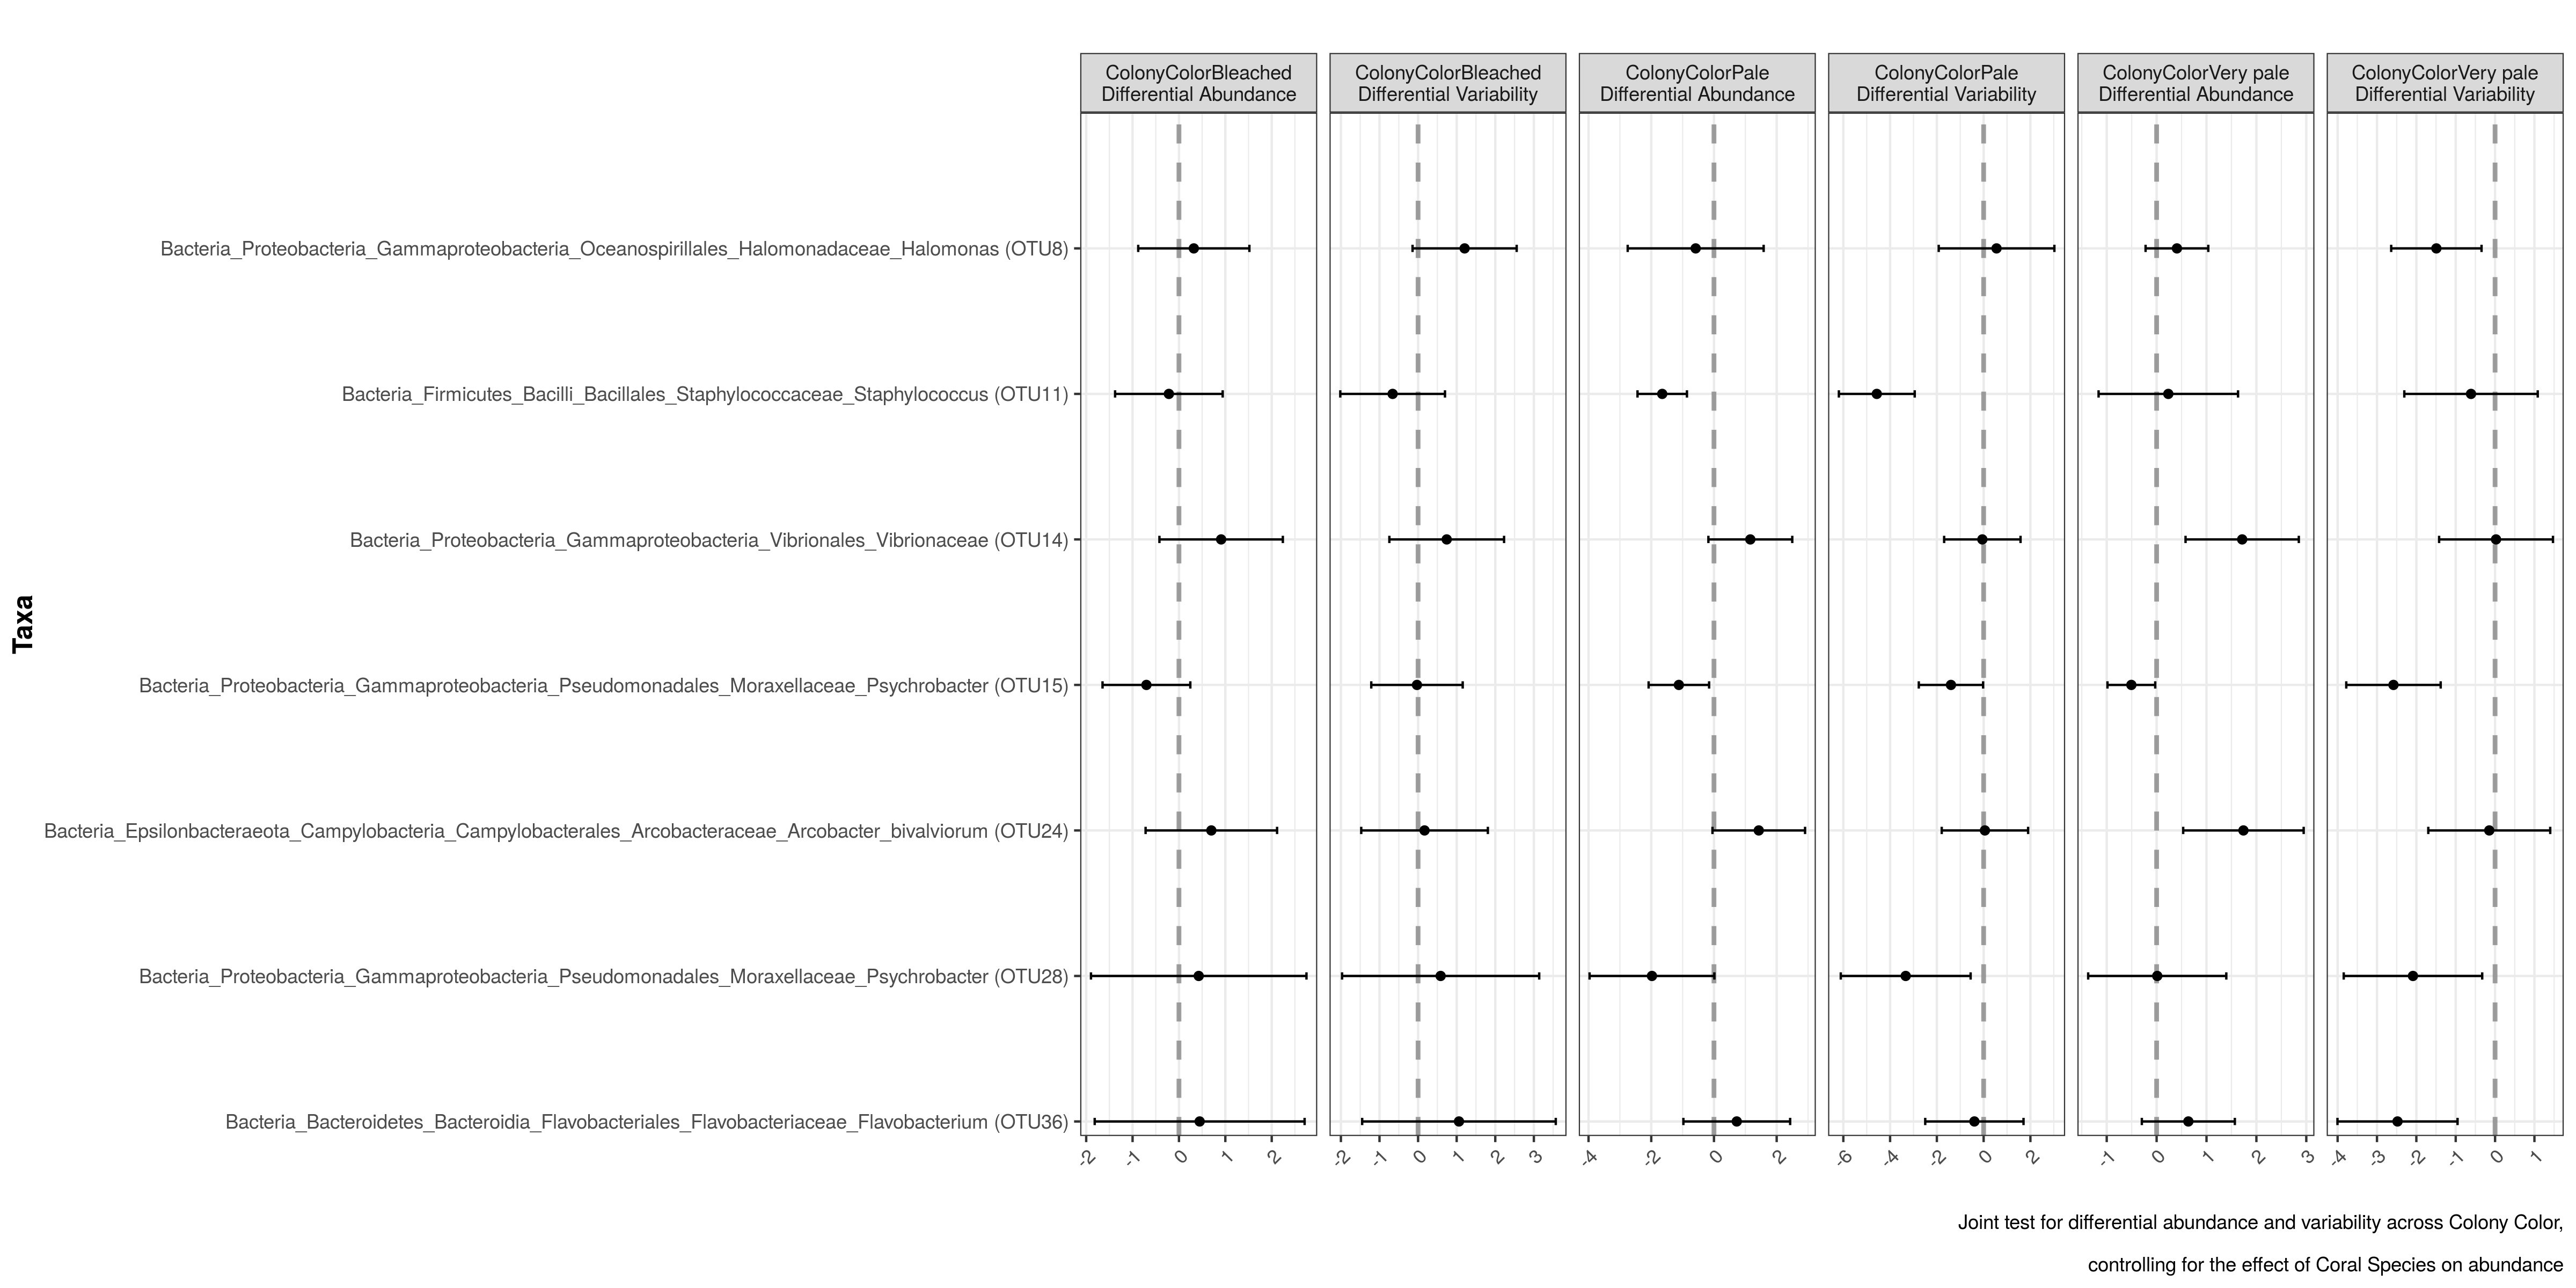 ColonyColorBleached
Differential Abundance
ColonyColorBleached
Differential Variability
ColonyColorPale
Differential Abundance
ColonyColorPale
Differential Variability
ColonyColorVery pale
Differential Abundance
ColonyColorVery pale
Differential Variability
Taxa
Bacteria_Proteobacteria_Gammaproteobacteria_Oceanospirillales_Halomonadaceae_Halomonas (OTU8)
Bacteria_Firmicutes_Bacilli_Bacillales_Staphylococcaceae_Staphylococcus (OTU11)
Bacteria_Proteobacteria_Gammaproteobacteria_Vibrionales_Vibrionaceae (OTU14)
Bacteria_Proteobacteria_Gammaproteobacteria_Pseudomonadales_Moraxellaceae_Psychrobacter (OTU15)
Bacteria_Epsilonbacteraeota_Campylobacteria_Campylobacterales_Arcobacteraceae_Arcobacter_bivalviorum (OTU24)
Bacteria_Proteobacteria_Gammaproteobacteria_Pseudomonadales_Moraxellaceae_Psychrobacter (OTU28)
Bacteria_Bacteroidetes_Bacteroidia_Flavobacteriales_Flavobacteriaceae_Flavobacterium (OTU36)
-2 -1 0 1 2
-2 -1 0 1 2 3
-4 -2 0 2
-6 -4 -2 0 2
-1 0 1 2 3
-4 -3 -2 -1 0 1
Joint test for differential abundance and variability across Colony Color,
controlling for the effect of Coral Species on abundance